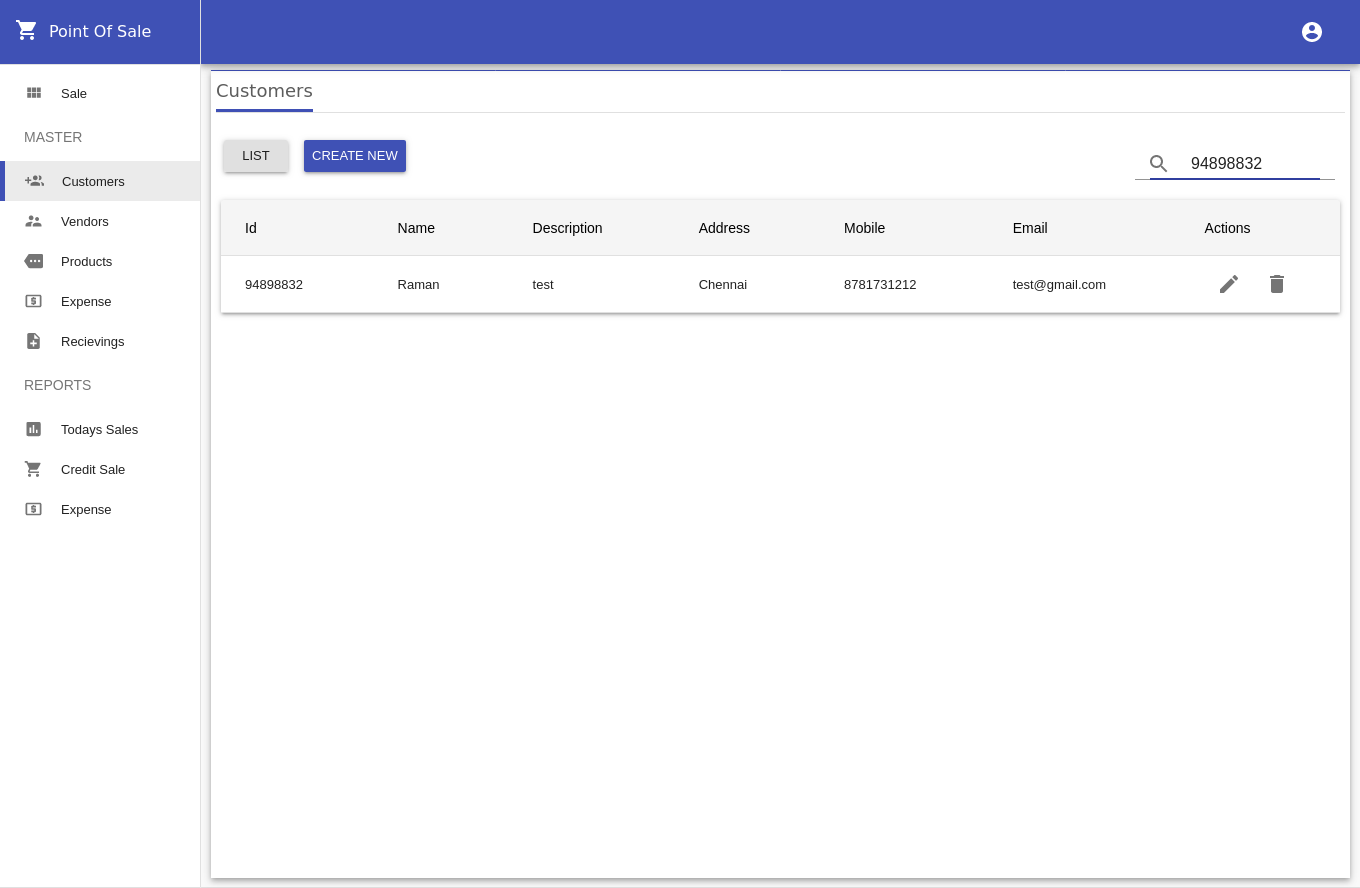 Point Of Sale
Sale
MASTER
Customers
Vendors
Products
Expense
Recievings
REPORTS
Todays Sales
Credit Sale
Expense
Customers
LIST
CREATE NEW
94898832
Id Name Description Address Mobile Email Actions
94898832 Raman test Chennai 8781731212 test@gmail.com